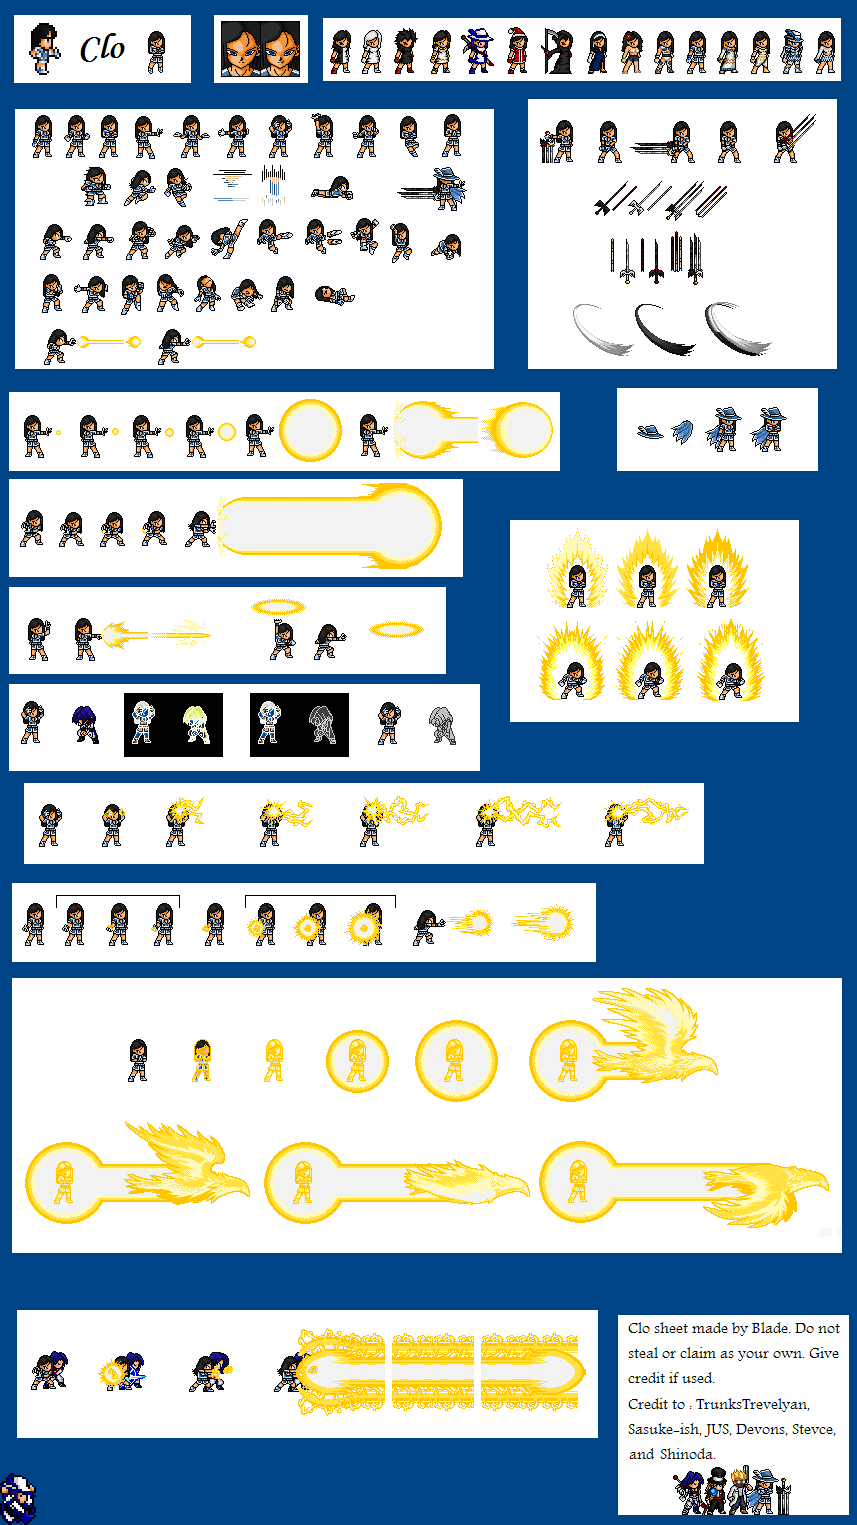 Clo
Clo sheet made by Blade. Do not
steal or claim as your own. Give
credit if used.
Credit to : TrunksTrevelyan,
Sasuke-ish, JUS, Devons, Stevce,
and Shinoda.